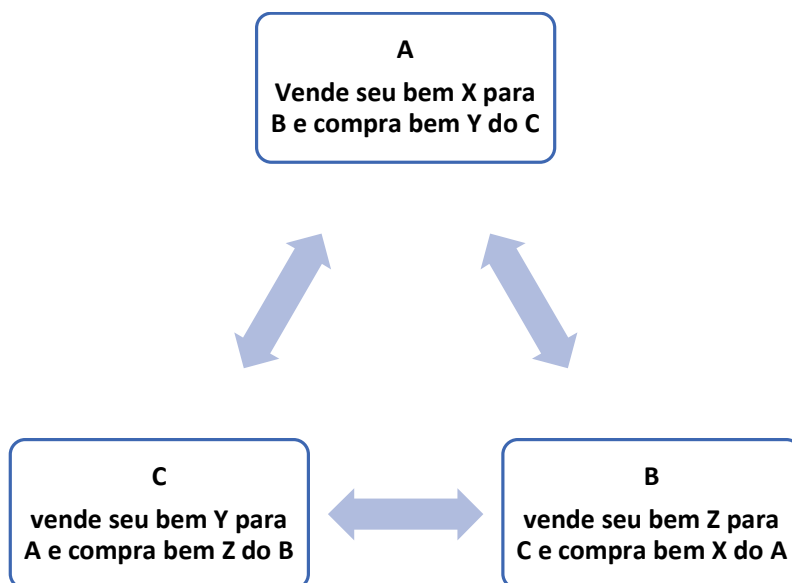 A
Vende seu bem X para
B e compra bem Y do C
C
vende seu bem Y para
A e compra bem Z do B
B
vende seu bem Z para
C e compra bem X do A